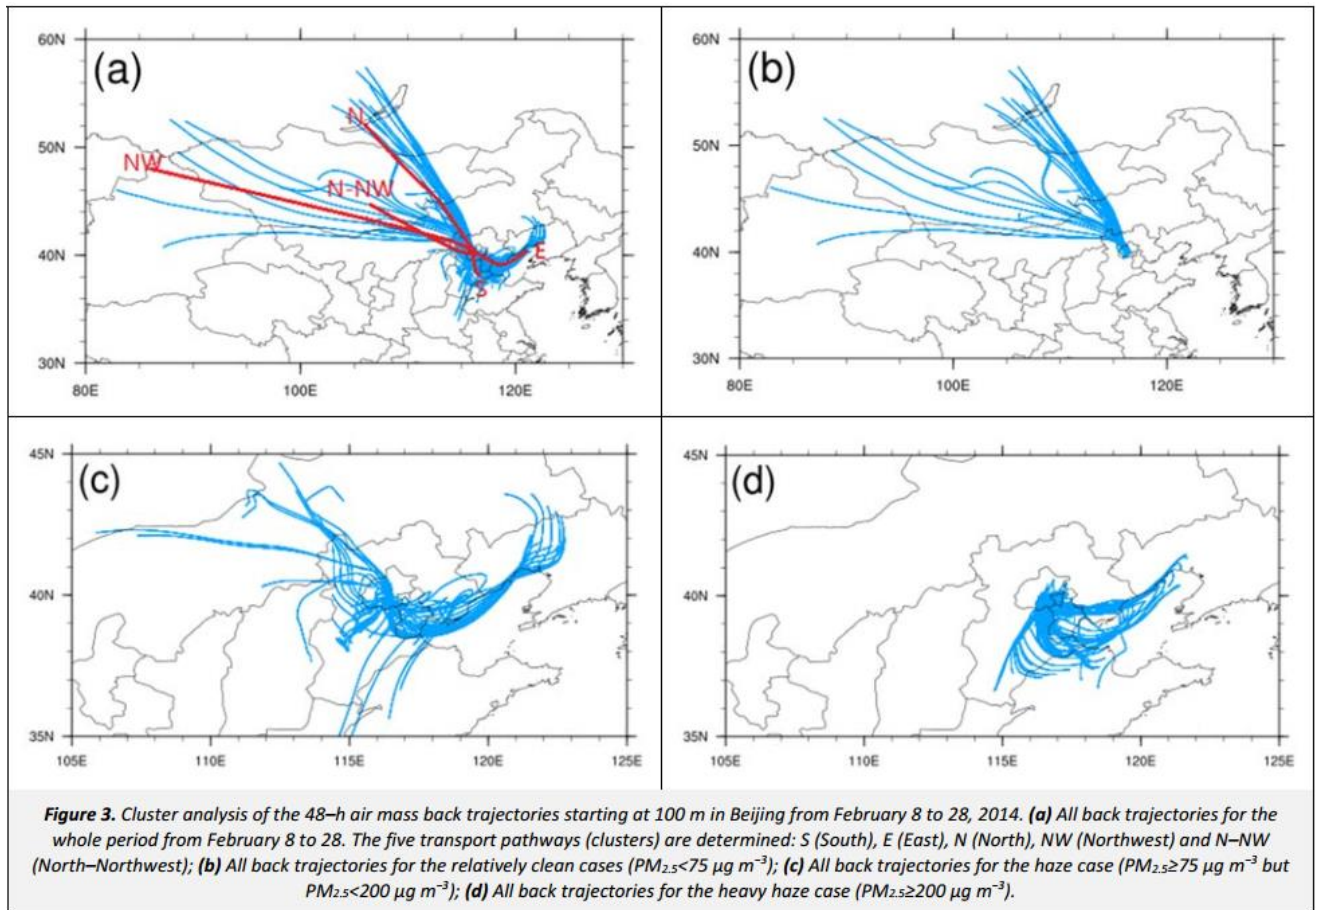 (a)
60N
50N
40N
30N
80E 100E 120E
N
NW
N-NW
E
S
(b)
60N
50N
40N
30N
80E 100E 120E
(c)
45N
40N
35N
105E 110E 115E 120E 125E
(d)
45N
40N
35N
105E 110E 115E 120E 125E
Figure 3. Cluster analysis of the 48–h air mass back trajectories starting at 100 m in Beijing from February 8 to 28, 2014. (a) All back trajectories for the
whole period from February 8 to 28. The five transport pathways (clusters) are determined: S (South), E (East), N (North), NW (Northwest) and N–NW
(North–Northwest); (b) All back trajectories for the relatively clean cases (PM2.5<75 µg m⁻³); (c) All back trajectories for the haze case (PM2.5≥75 µg m⁻³ but
PM2.5<200 µg m⁻³); (d) All back trajectories for the heavy haze case (PM2.5≥200 µg m⁻³).